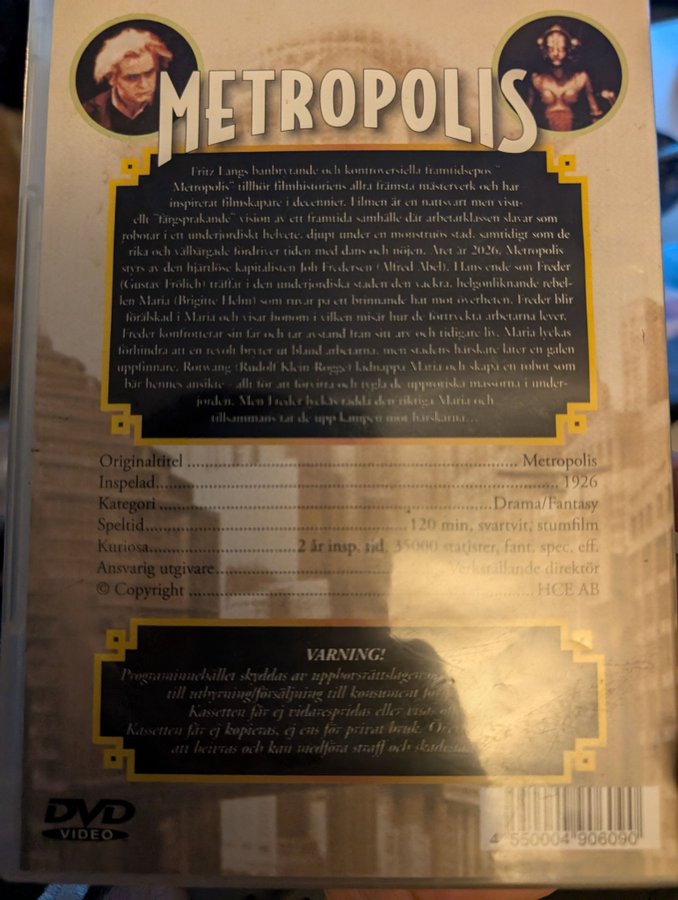 METROPOLIS
Fritz Langs banbrytande och kontroversiella framtidsepos "
Metropolis" tillhör filmhistoriens allra främsta mästerverk och har
inspirerat filmskapare i decennier. Filmen är en nattsvart men visu-
ellt "färgsprakande" vision av ett framtida samhälle där arbetarklassen slavar som
robotar i ett underjordiskt helvete, djupt under en monstruös stad, samtidigt som de
rika och välbärgade fördriver tiden med dans och nöjen. Året är 2026. Metropolis
styrs av den hjärtlöse kapitalisten Joh Fredersen (Alfred Abel). Hans ende son Freder
(Gustav Frölich) träffar i den underjordiska staden den vackra, helgonliknande rebel-
len Maria (Brigitte Helm) som ruvar på ett brinnande hat mot överheten. Freder blir
förälskad i Maria och visar honom i vilken misär hur de förtryckta arbetarna lever.
Freder konfronterar sin far och tar avstånd från sitt arv och tidigare liv. Maria lyckas
förhindra att en revolt bryter ut bland arbetarna, men stadens härskare låter en galen
uppfinnare, Rotwang (Rudolf Klein-Rogge) kidnappa Maria och skapa en robot som
bär hennes ansikte - allt för att förvirra och tygla de upproriska massorna i under-
jorden. Men Freder lyckas rädda den riktiga Maria och
tillsammans tar de upp kampen mot härskarna...
Originaltitel ........ Metropolis
Inspelad........ 1926
Kategori ........Drama/Fantasy
Speltid........120 min, svartvit, stumfilm
Kuriosa........2 år insp. tid, 35000 statister, fant. spec. eff.
Ansvarig utgivare........Verkställande direktör
© Copyright ........ HCE AB
VARNING!
Programinnehållet skyddas av upphovsrättslagen
till uthyrning/försäljning till konsument för
Kassetten får ej vidarespridas eller visas
Kassetten får ej kopieras, ej ens för privat bruk.
att beivras och kan medföra straff och
DVD
VIDEO
4 550004 906090